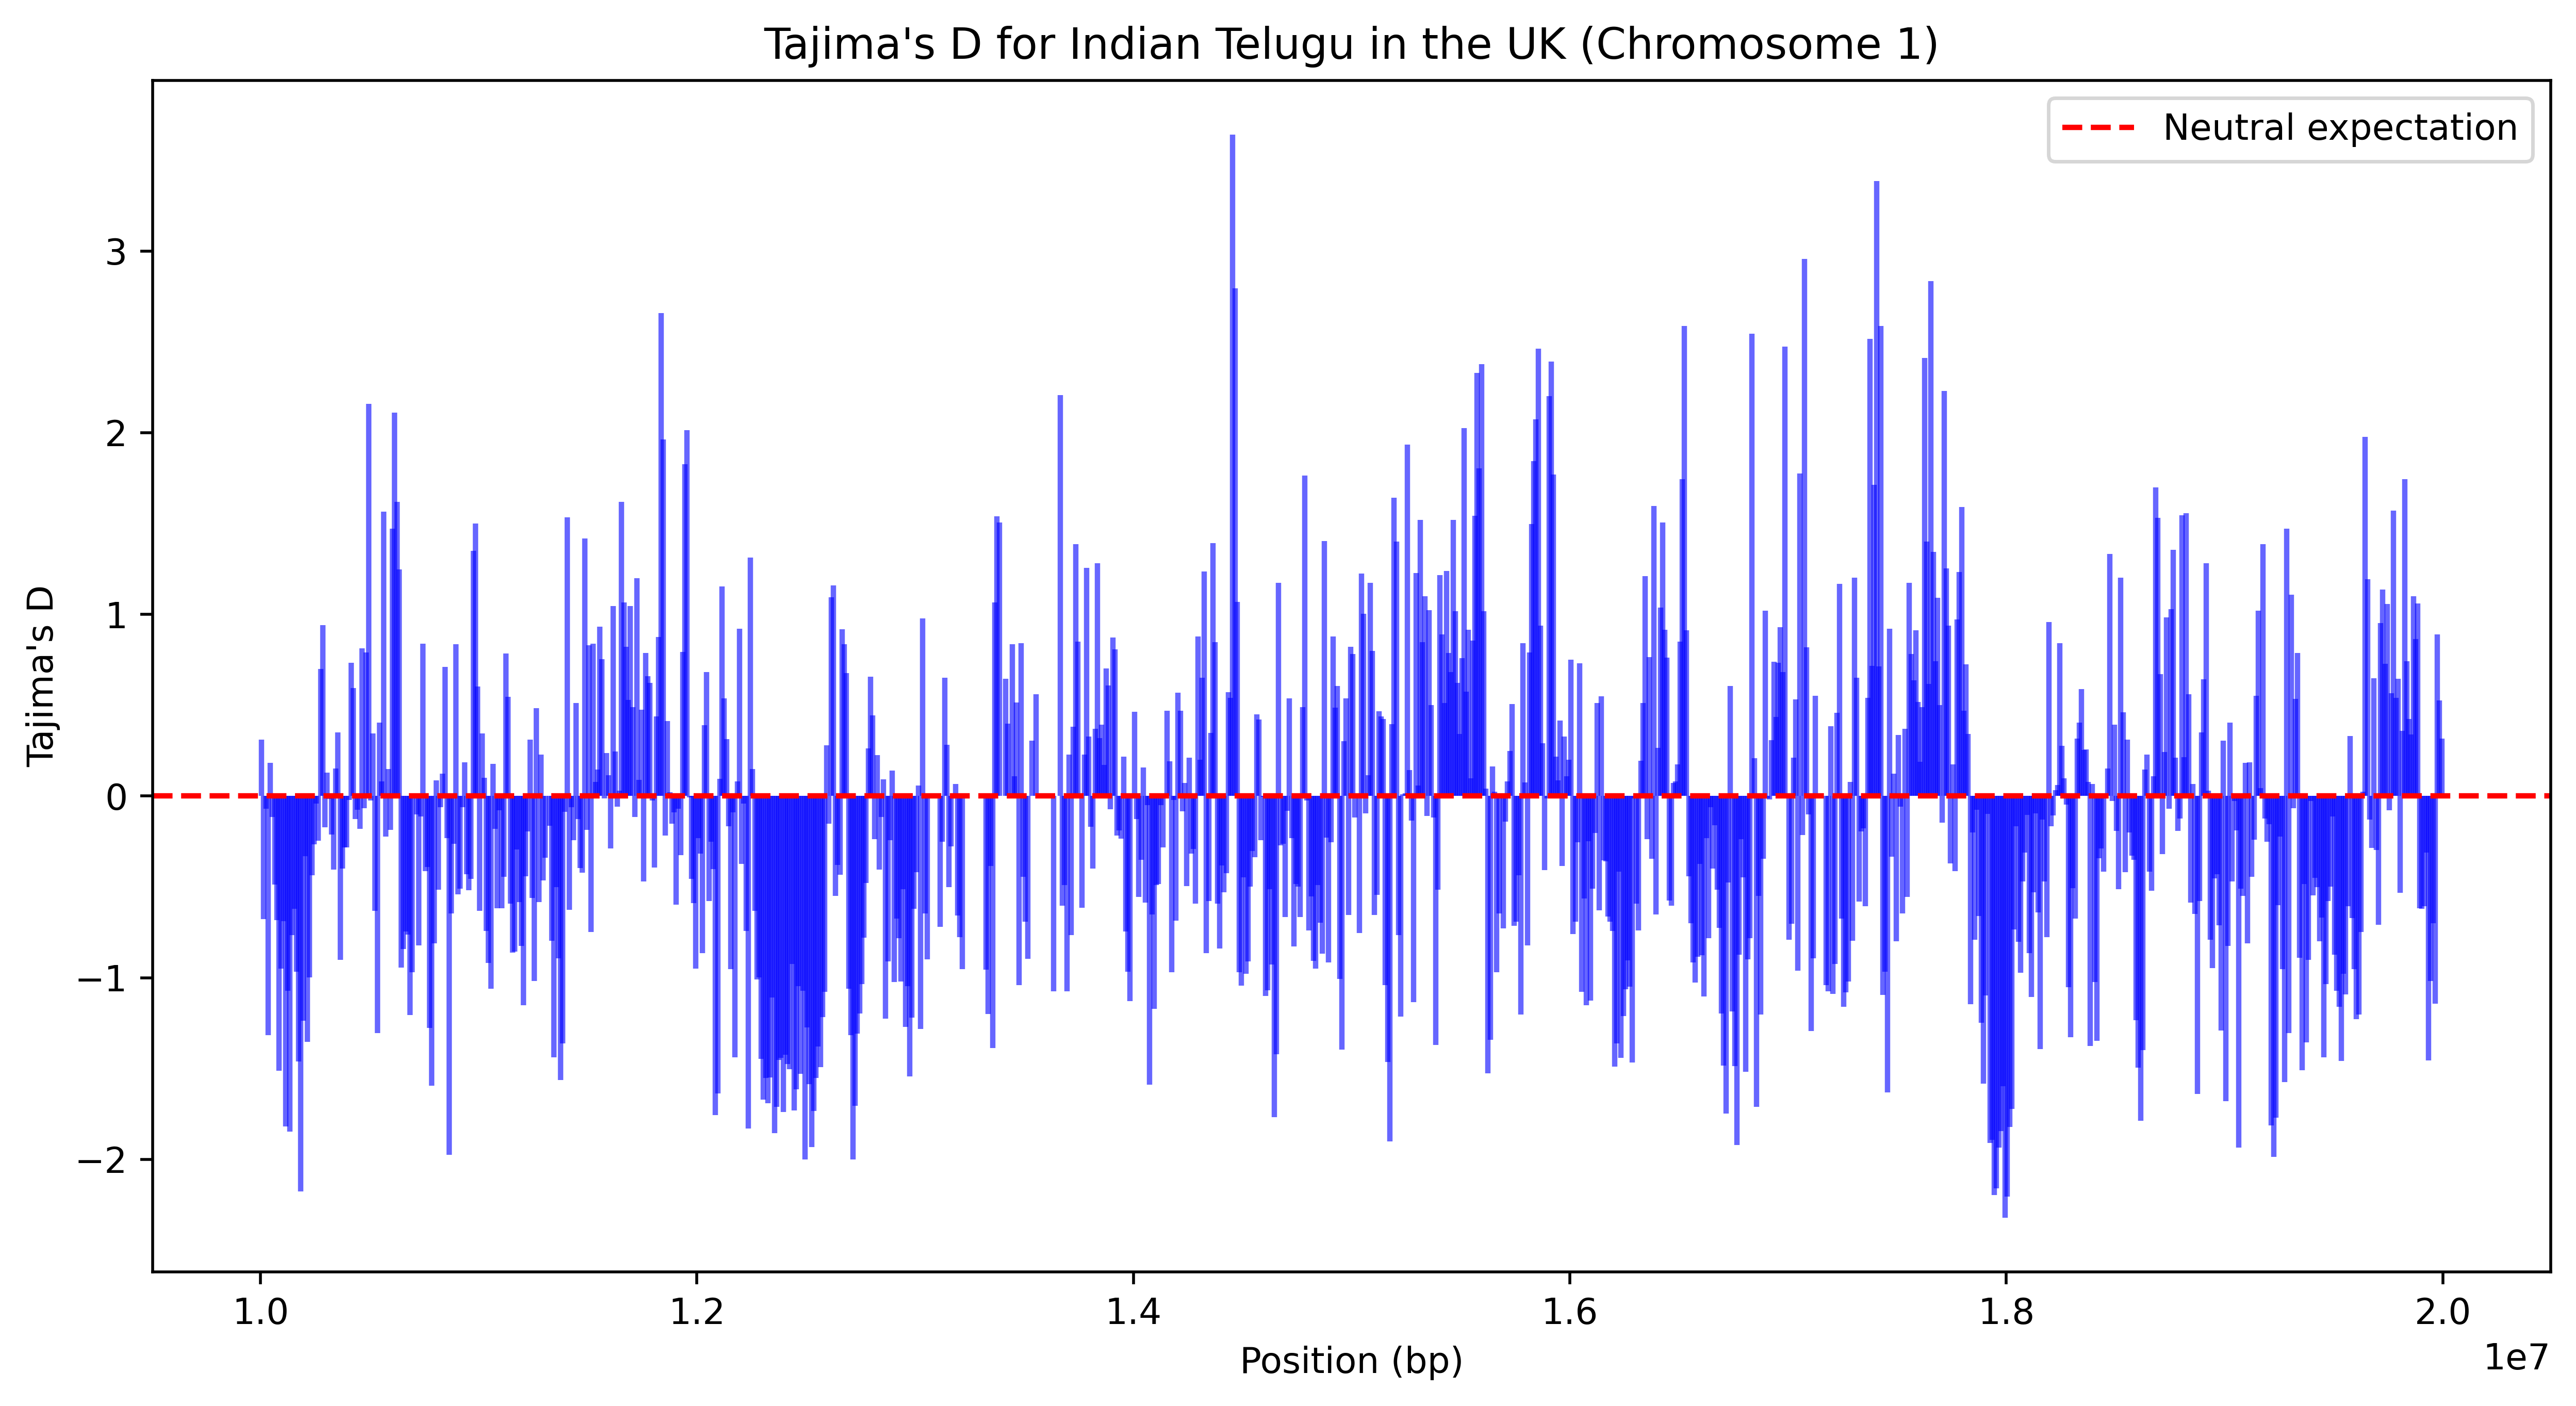 Tajima's D for Indian Telugu in the UK (Chromosome 1)
Neutral expectation
Tajima's D
3
2
1
0
−1
−2
1.0 1.2 1.4 1.6 1.8 2.0
1e7
Position (bp)